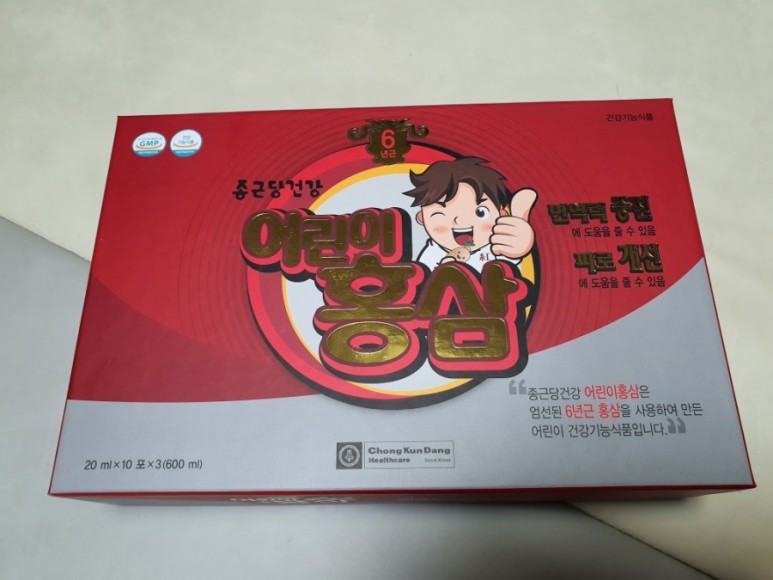 건강기능식품
GMP
6
년근
종근당건강
어린이
홍삼
면역력 증진
에 도움을 줄 수 있음
피로 개선
에 도움을 줄 수 있음
“종근당건강 어린이홍삼은
엄선된 6년근 홍삼을 사용하여 만든
어린이 건강기능식품입니다.”
20 ml×10 포×3(600 ml)
Chong Kun Dang
Healthcare Seoul Korea